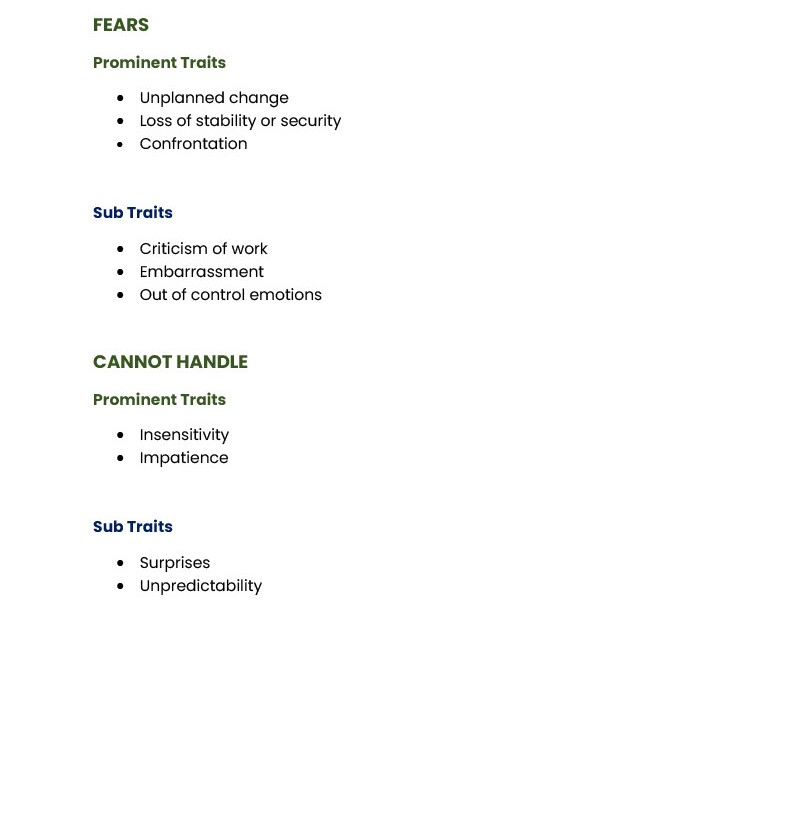 FEARS
Prominent Traits
• Unplanned change
• Loss of stability or security
• Confrontation
Sub Traits
• Criticism of work
• Embarrassment
• Out of control emotions
CANNOT HANDLE
Prominent Traits
• Insensitivity
• Impatience
Sub Traits
• Surprises
• Unpredictability